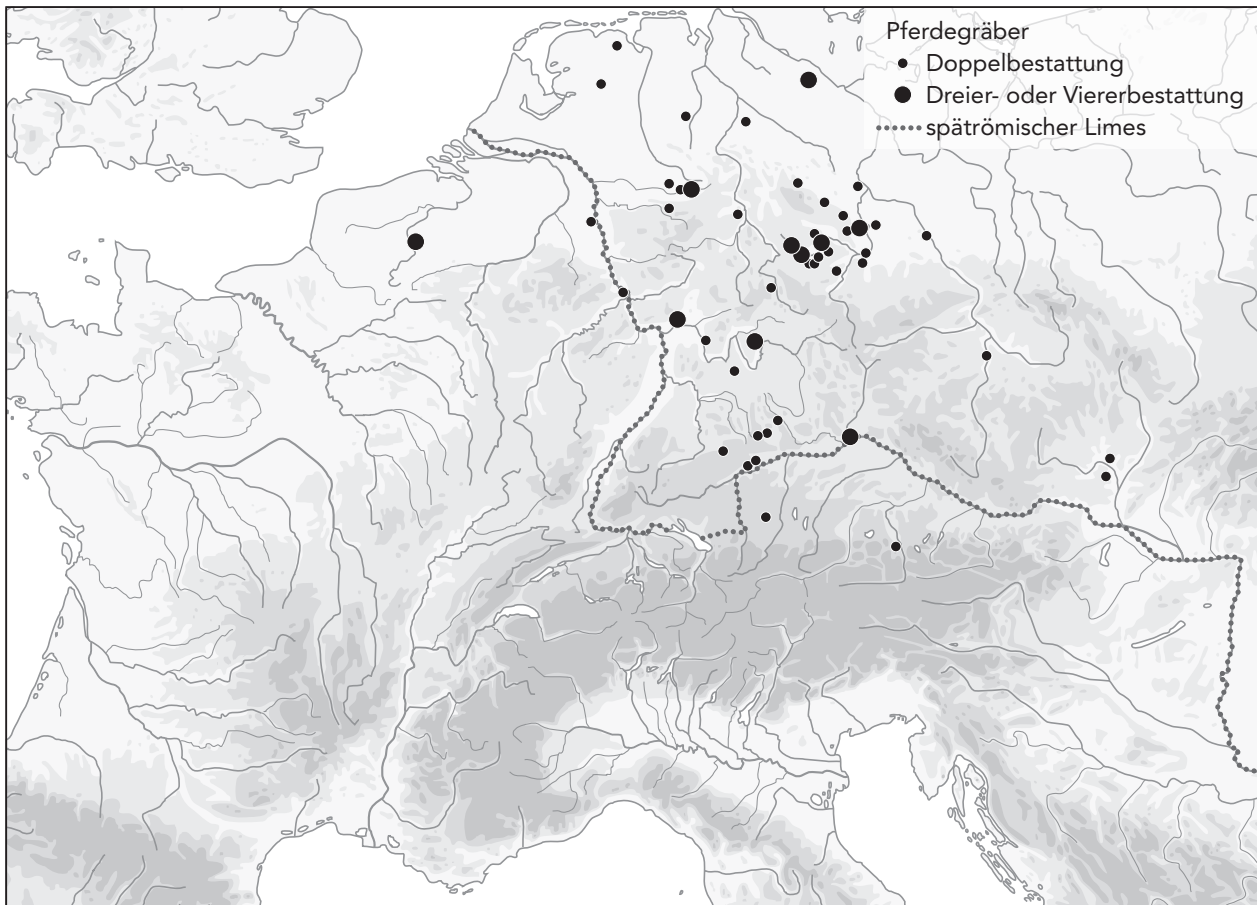 Pferdegräber
Doppelbestattung
Dreier- oder Viererbestattung
spätrömischer Limes